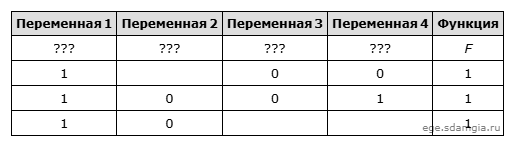 Переменная 1 Переменная 2 Переменная 3 Переменная 4 Функция
??? ??? ??? ??? F
1 0 0 1
1 0 0 1 1
1 0 1
ege.sdamgia.ru